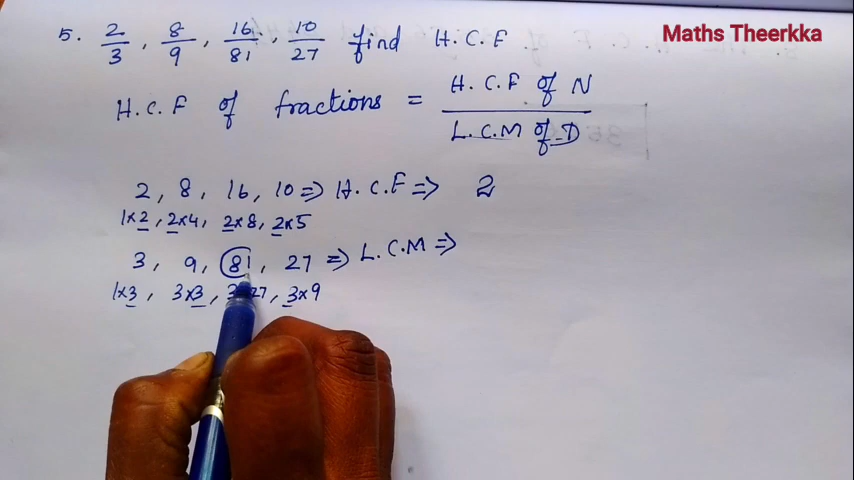 Maths Theerkka
5. 2/3, 8/9, 16/81, 10/27 find H.C.F.
H.C.F of fractions = H.C.F of N / L.C.M of D
2, 8, 16, 10 => H.C.F => 2
1×2, 2×4, 2×8, 2×5
3, 9, 81, 27 => L.C.M =>
1×3, 3×3, 3×27, 3×9